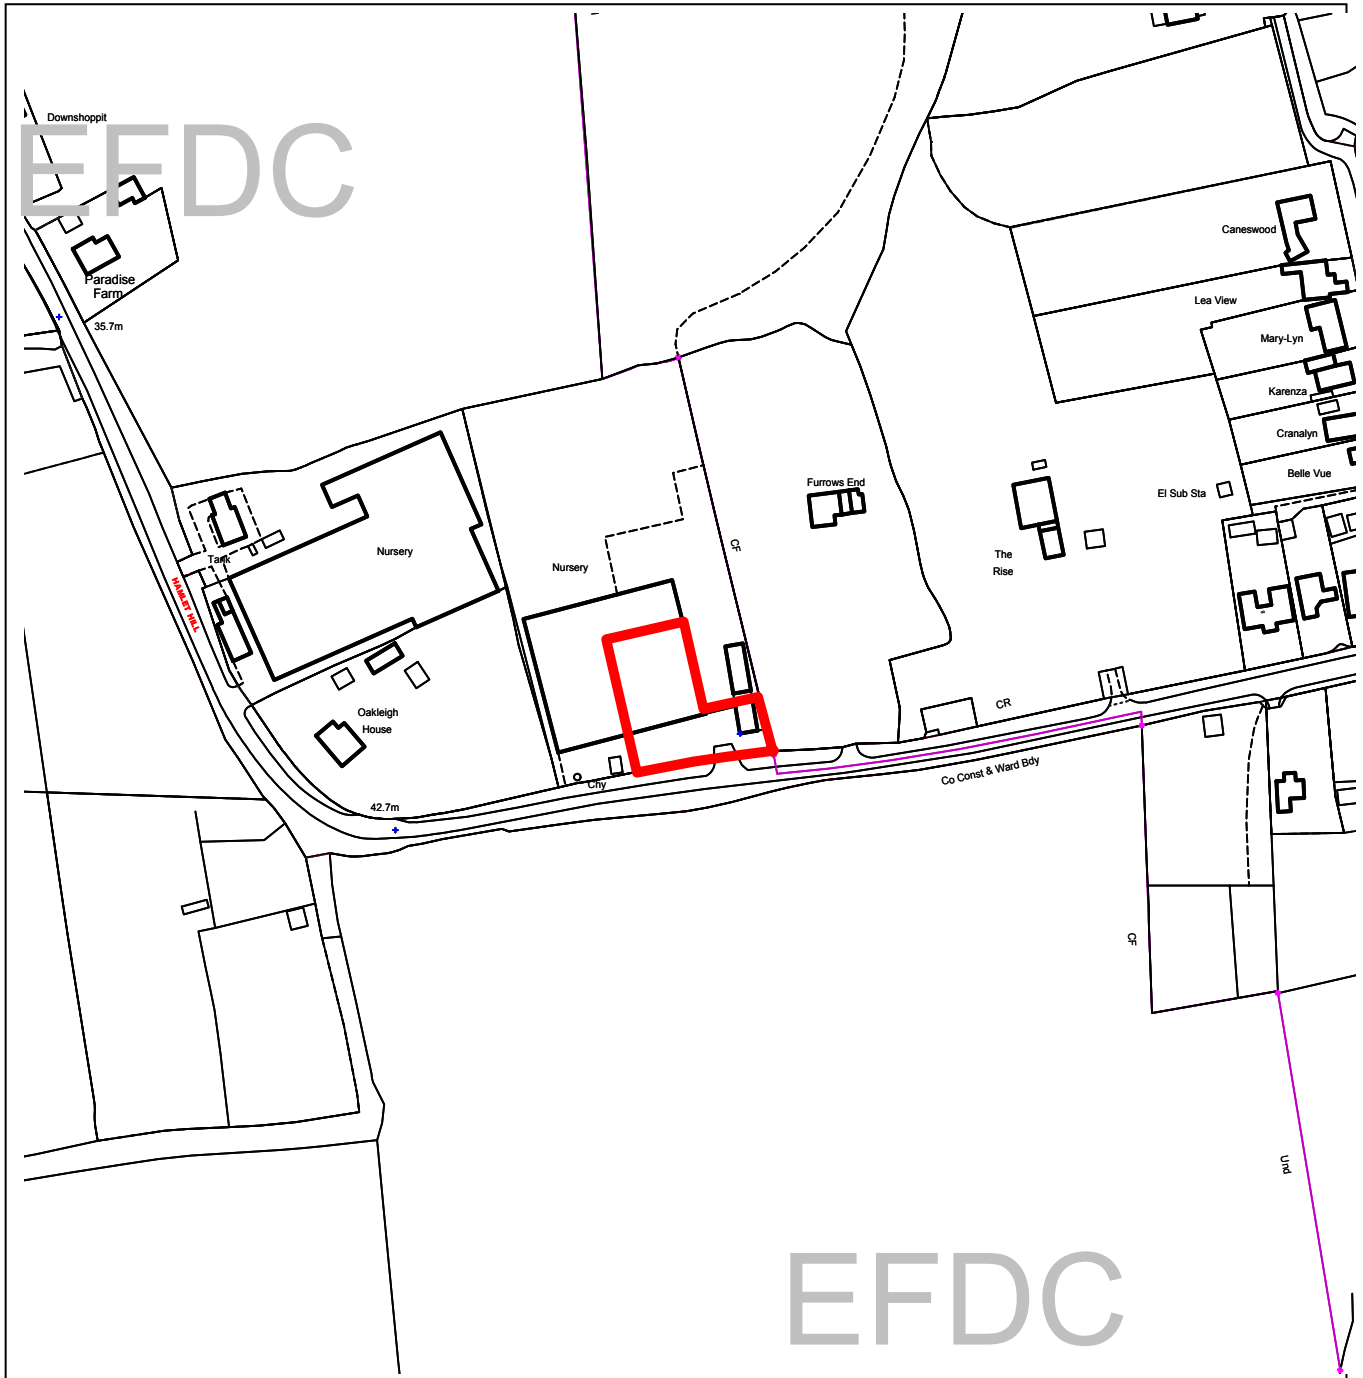 Downshoppit
EFDC
Caneswood
Paradise
Farm
Lea View
35.7m
Mary-Lyn
Karenza
Cranalyn
Belle Vue
Furrows End
El Sub Sta
CF
Nursery
Tank
The
Rise
Nursery
HAMLET HILL
CR
Oakleigh
House
Co Const & Ward Bdy
Chy
42.7m
CF
Und
EFDC